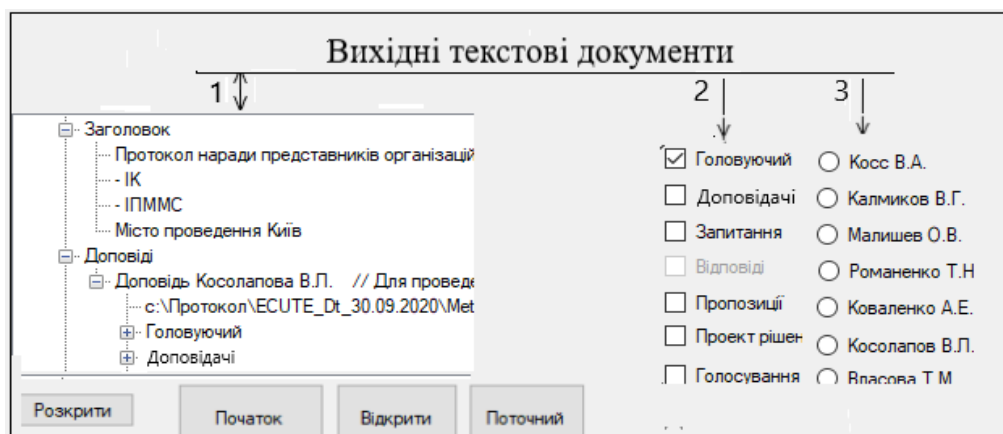 Вихідні текстові документи
1
2
3
Заголовок
Протокол наради представників організацій
- ІК
- ІПММС
Місто проведення Київ
Доповіді
Доповідь Косолапова В.П. // Для проведе
c:\Протокол\ECUTE_Dt_30.09.2020\Met
Головуючий
Доповідачі
Головуючий
Доповідачі
Запитання
Відповіді
Пропозиції
Проект рішен
Голосування
Косс В.А.
Калмиков В.Г.
Малишев О.В.
Романенко Т.Н
Коваленко А.Е.
Косолапов В.П.
Власова Т.М
Розкрити
Початок
Відкрити
Поточний